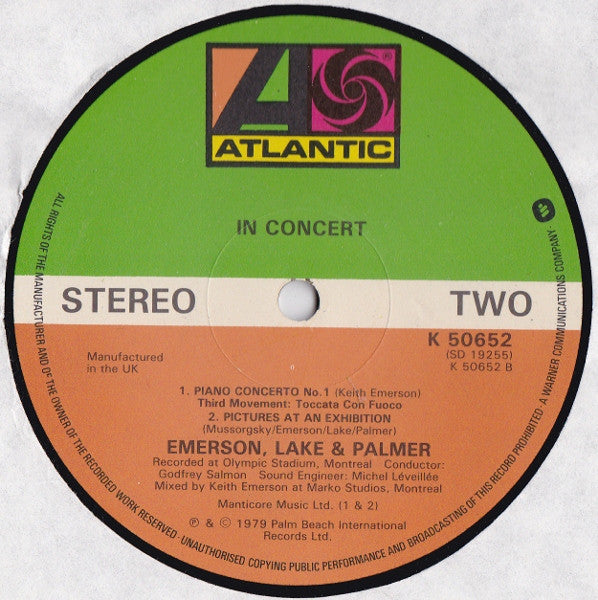 ATLANTIC
IN CONCERT
STEREO
TWO
K 50652
(SD 19255)
K 50652 B
Manufactured
in the UK
1. PIANO CONCERTO No.1 (Keith Emerson)
Third Movement: Toccata Con Fuoco
2. PICTURES AT AN EXHIBITION
(Mussorgsky/Emerson/Lake/Palmer)
EMERSON, LAKE & PALMER
Recorded at Olympic Stadium, Montreal Conductor:
Godfrey Salmon Sound Engineer: Michel Léveillée
Mixed by Keith Emerson at Marko Studios, Montreal
Manticore Music Ltd. (1 & 2)
℗ & © 1979 Palm Beach International
Records Ltd.
ALL RIGHTS OF THE MANUFACTURER AND OF THE OWNER OF THE RECORDED WORK RESERVED · UNAUTHORISED COPYING PUBLIC PERFORMANCE AND BROADCASTING OF THIS RECORD PROHIBITED · A WARNER COMMUNICATIONS COMPANY ·